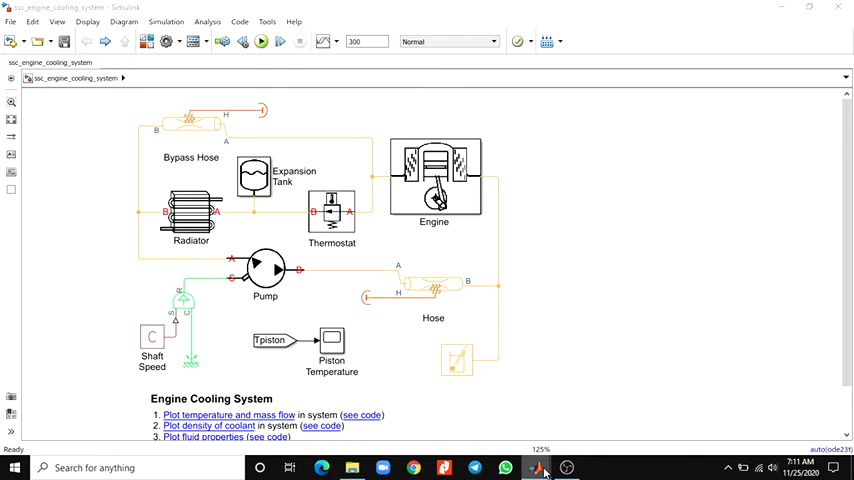 ssc_engine_cooling_system - Simulink
File Edit View Display Diagram Simulation Analysis Code Tools Help
300
Normal
ssc_engine_cooling_system
ssc_engine_cooling_system
H
B
A
Bypass Hose
Expansion
Tank
Engine
B
A
B
A
Radiator
Thermostat
A
A
B
S
B
R
Pump
H
Hose
S
C
C
Shaft
Speed
Tpiston
Piston
Temperature
Engine Cooling System
1. Plot temperature and mass flow in system (see code)
2. Plot density of coolant in system (see code)
3. Plot fluid properties (see code)
Ready
125%
auto(ode23t)
Search for anything
7:11 AM
11/25/2020